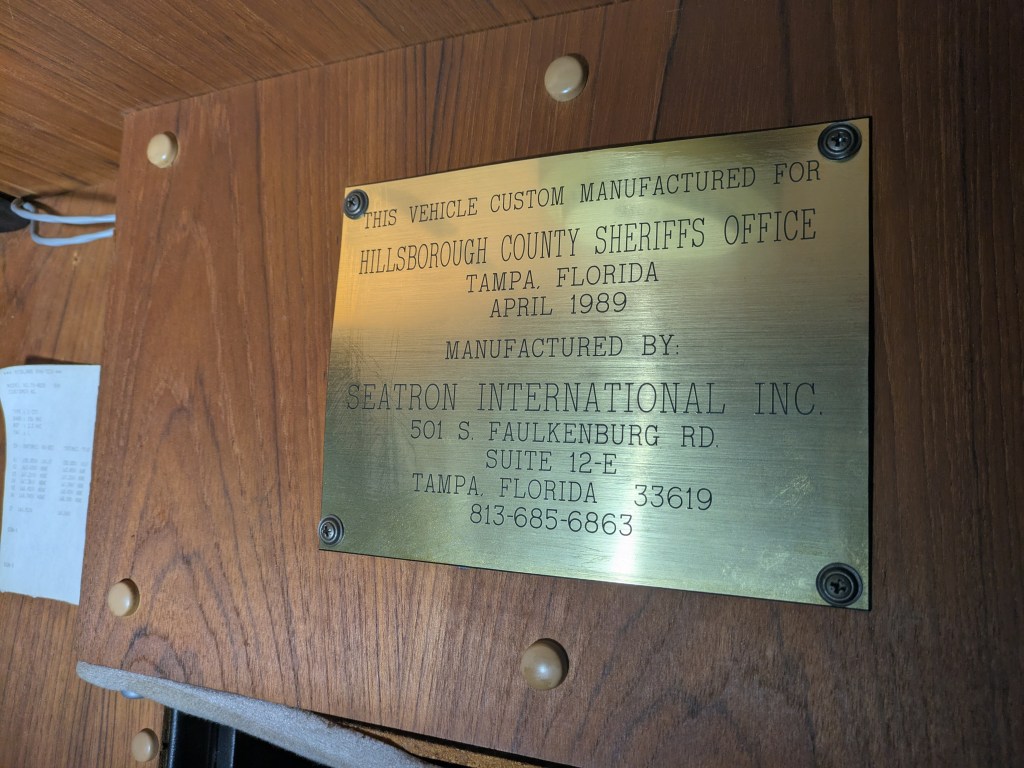 THIS VEHICLE CUSTOM MANUFACTURED FOR
HILLSBOROUGH COUNTY SHERIFFS OFFICE
TAMPA, FLORIDA
APRIL 1989
MANUFACTURED BY:
SEATRON INTERNATIONAL INC.
501 S. FAULKENBURG RD.
SUITE 12-E
TAMPA, FLORIDA 33619
813-685-6863